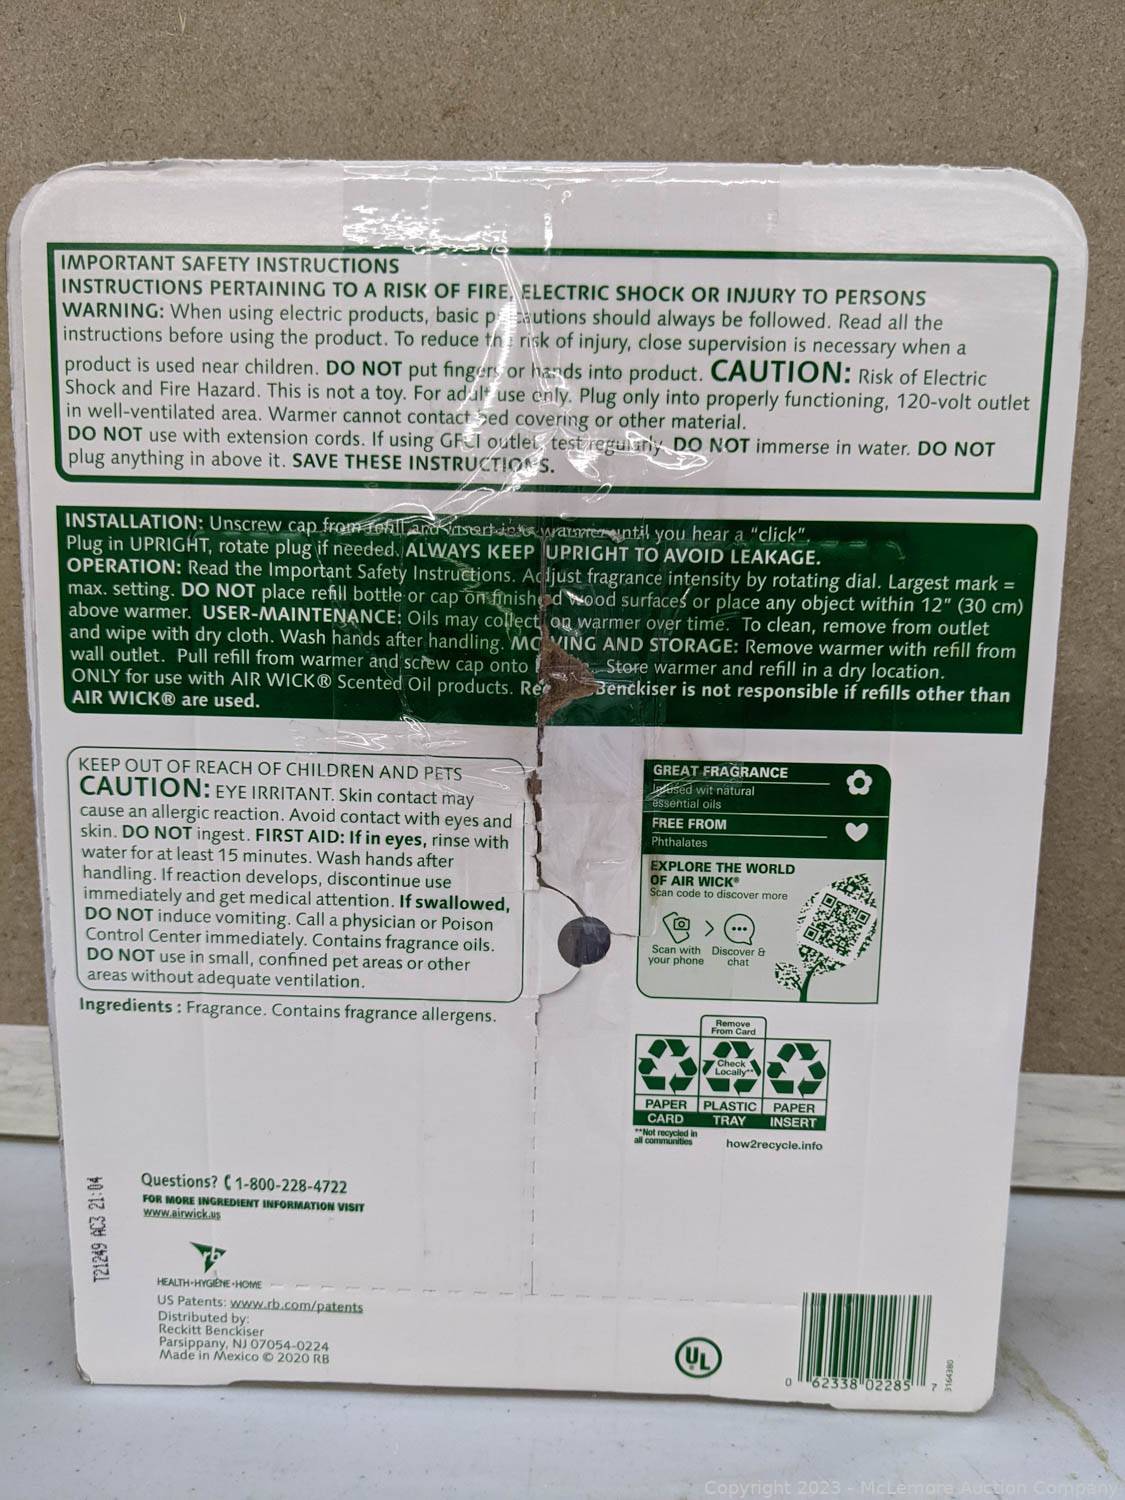 IMPORTANT SAFETY INSTRUCTIONS
INSTRUCTIONS PERTAINING TO A RISK OF FIRE, ELECTRIC SHOCK OR INJURY TO PERSONS
WARNING: When using electric products, basic precautions should always be followed. Read all the
instructions before using the product. To reduce the risk of injury, close supervision is necessary when a
product is used near children. DO NOT put fingers or hands into product. CAUTION: Risk of Electric
Shock and Fire Hazard. This is not a toy. For adult use only. Plug only into properly functioning, 120-volt outlet
in well-ventilated area. Warmer cannot contact bed covering or other material.
DO NOT use with extension cords. If using GFCI outlet, test regularly. DO NOT immerse in water. DO NOT
plug anything in above it. SAVE THESE INSTRUCTIONS.
INSTALLATION: Unscrew cap from refill and insert into warmer until you hear a "click".
Plug in UPRIGHT, rotate plug if needed. ALWAYS KEEP UPRIGHT TO AVOID LEAKAGE.
OPERATION: Read the Important Safety Instructions. Adjust fragrance intensity by rotating dial. Largest mark =
max. setting. DO NOT place refill bottle or cap on finished wood surfaces or place any object within 12" (30 cm)
above warmer. USER-MAINTENANCE: Oils may collect on warmer over time. To clean, remove from outlet
and wipe with dry cloth. Wash hands after handling. MOVING AND STORAGE: Remove warmer with refill from
wall outlet. Pull refill from warmer and screw cap onto Store warmer and refill in a dry location.
ONLY for use with AIR WICK® Scented Oil products. Benckiser is not responsible if refills other than
AIR WICK® are used.
KEEP OUT OF REACH OF CHILDREN AND PETS
CAUTION: EYE IRRITANT. Skin contact may
cause an allergic reaction. Avoid contact with eyes and
skin. DO NOT ingest. FIRST AID: If in eyes, rinse with
water for at least 15 minutes. Wash hands after
handling. If reaction develops, discontinue use
immediately and get medical attention. If swallowed,
DO NOT induce vomiting. Call a physician or Poison
Control Center immediately. Contains fragrance oils.
DO NOT use in small, confined pet areas or other
areas without adequate ventilation.
Ingredients : Fragrance. Contains fragrance allergens.
GREAT FRAGRANCE
Infused wit natural
essential oils
FREE FROM
Phthalates
EXPLORE THE WORLD
OF AIR WICK®
Scan code to discover more
Scan with
your phone
Discover &
chat
Remove
From Card
Check
Locally**
PAPER PLASTIC PAPER
CARD TRAY INSERT
**Not recycled in
all communities
how2recycle.info
Questions? 1-800-228-4722
FOR MORE INGREDIENT INFORMATION VISIT
www.airwick.us
T21249 AC3 21:04
rb
HEALTH•HYGIENE•HOME
US Patents: www.rb.com/patents
Distributed by:
Reckitt Benckiser
Parsippany, NJ 07054-0224
Made in Mexico © 2020 RB
UL
0 62338 02285 7
3164380
Copyright 2023 - McLemore Auction Company